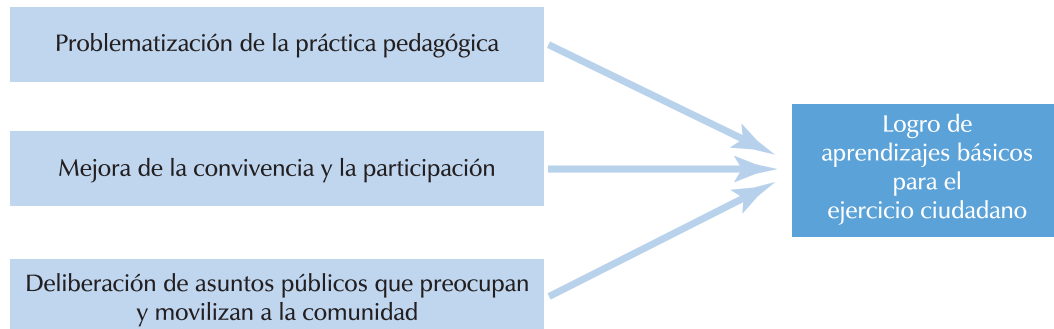 Problematización de la práctica pedagógica
Mejora de la convivencia y la participación
Deliberación de asuntos públicos que preocupan
y movilizan a la comunidad
Logro de
aprendizajes básicos
para el
ejercicio ciudadano